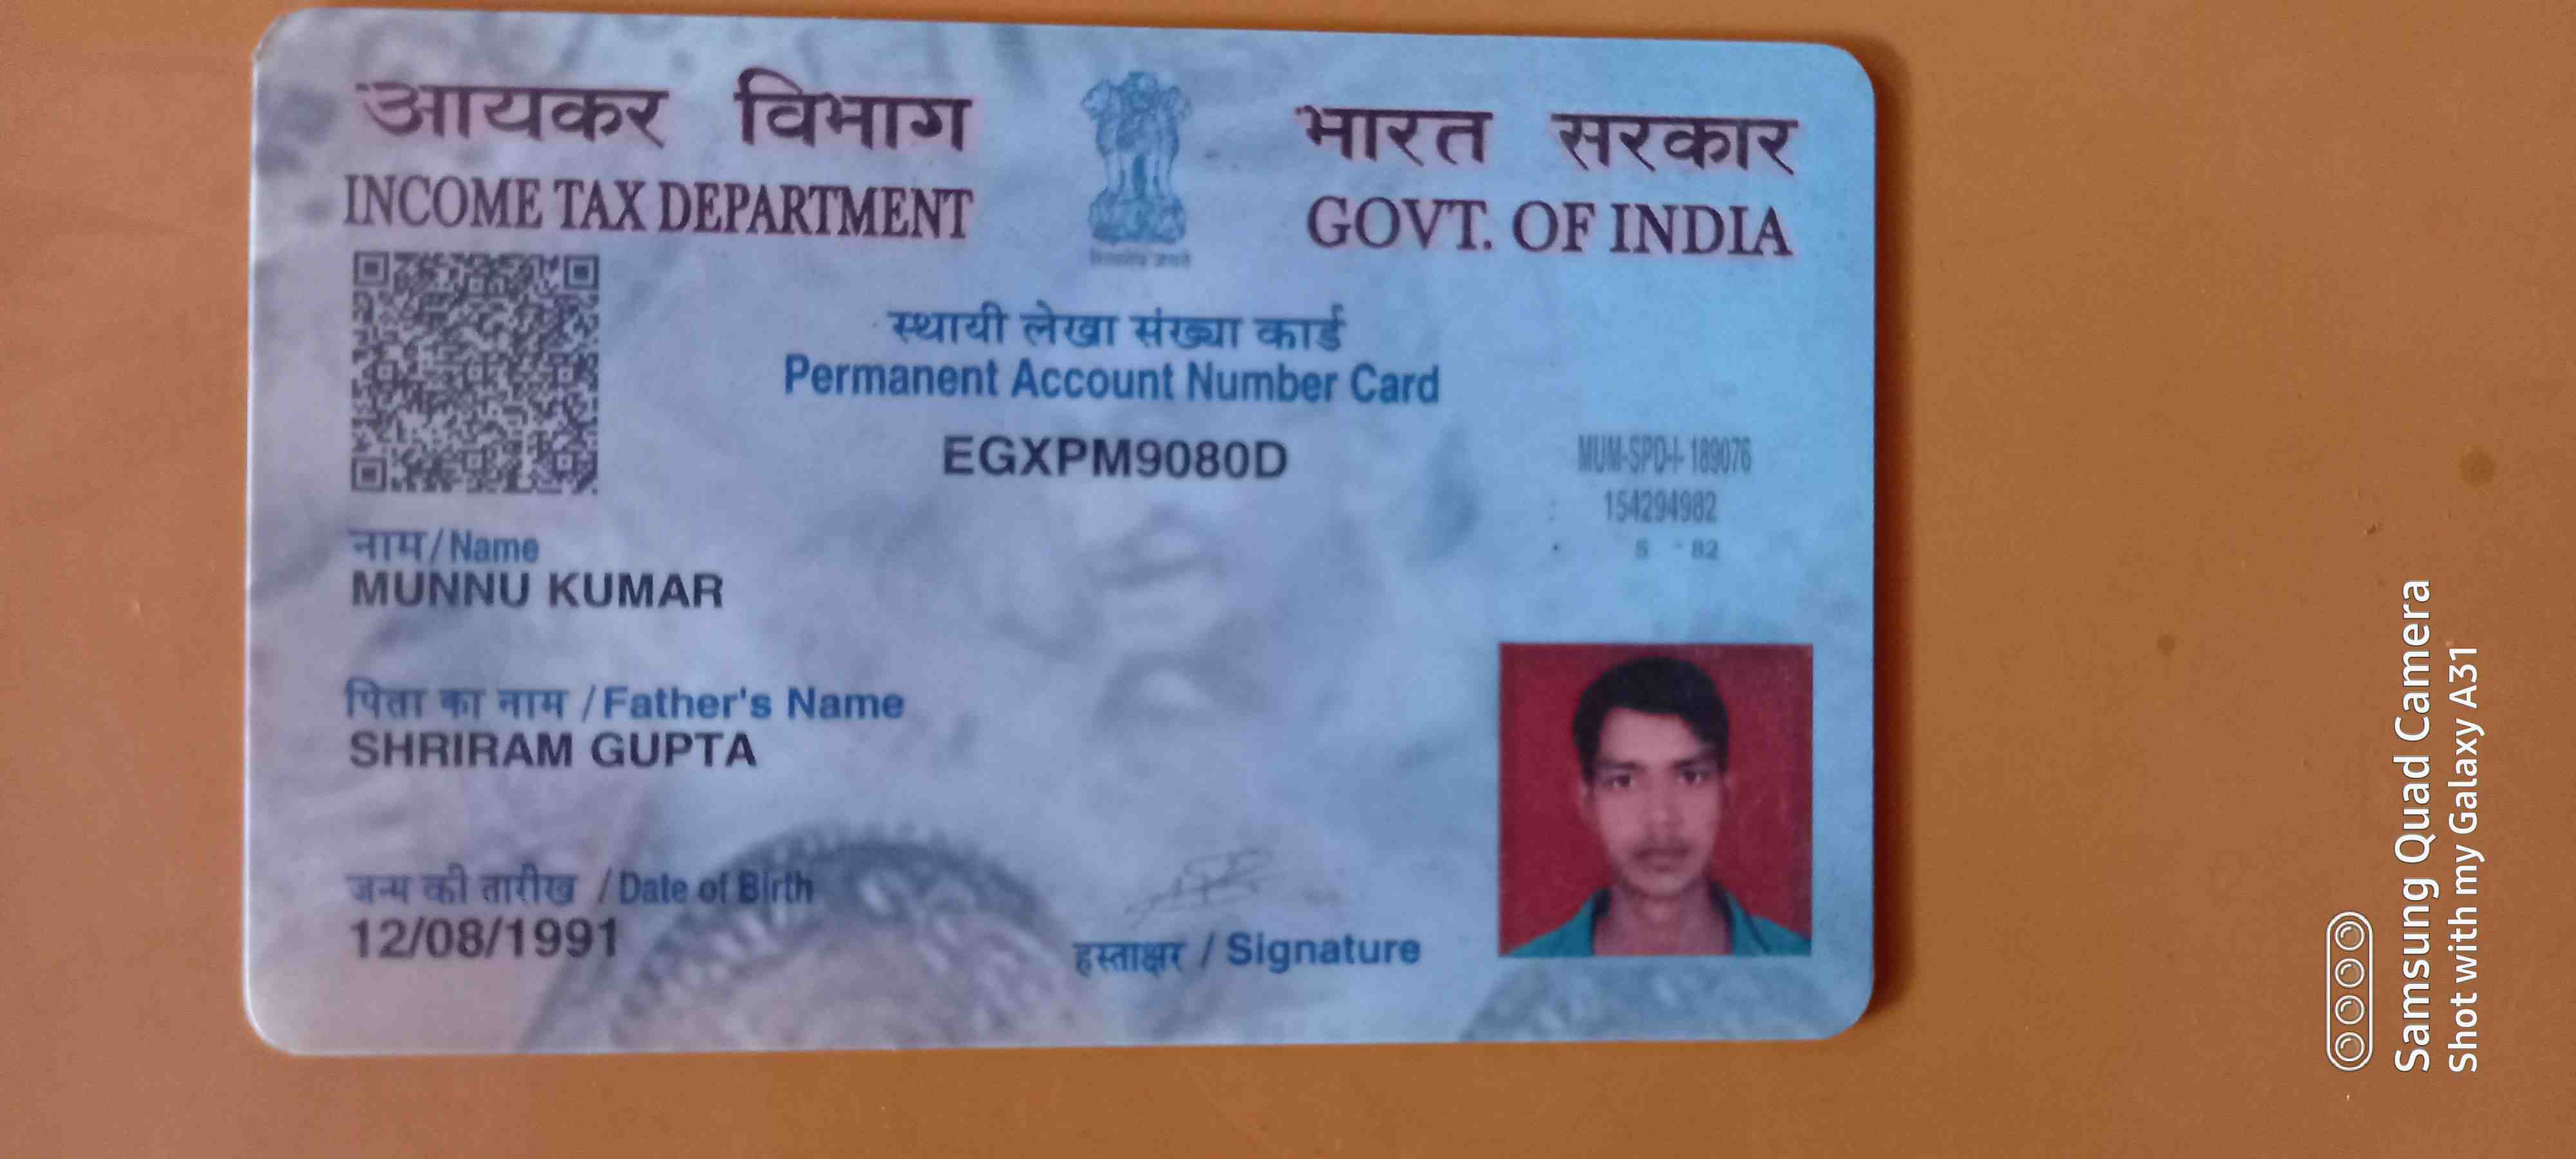 आयकर विभाग
INCOME TAX DEPARTMENT
भारत सरकार
GOVT. OF INDIA
स्थायी लेखा संख्या कार्ड
Permanent Account Number Card
EGXPM9080D
MUM-SPD-I- 189076
154294982
5 82
नाम/Name
MUNNU KUMAR
पिता का नाम /Father's Name
SHRIRAM GUPTA
जन्म की तारीख /Date of Birth
12/08/1991
हस्ताक्षर / Signature
Samsung Quad Camera
Shot with my Galaxy A31